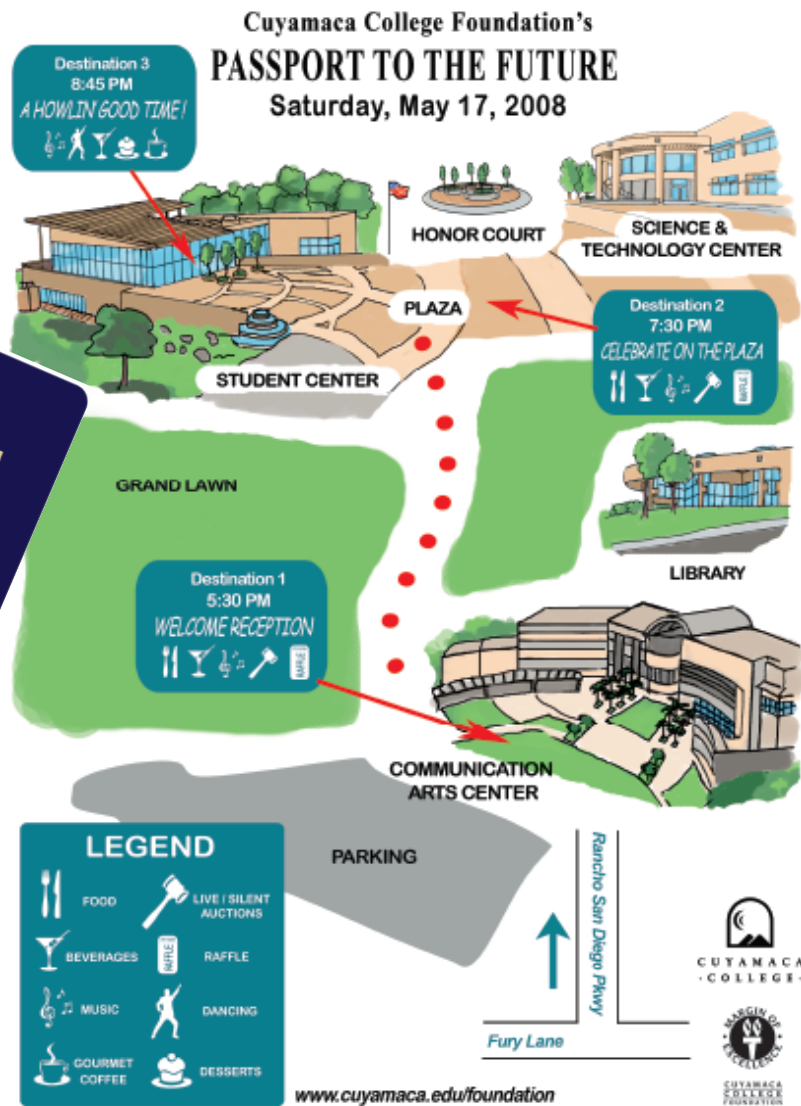 Cuyamaca College Foundation's
PASSPORT TO THE FUTURE
Saturday, May 17, 2008
Destination 3
8:45 PM
A HOWLIN GOOD TIME!
HONOR COURT
SCIENCE &
TECHNOLOGY CENTER
PLAZA
Destination 2
7:30 PM
CELEBRATE ON THE PLAZA
RAFFLE
STUDENT CENTER
GRAND LAWN
LIBRARY
Destination 1
5:30 PM
WELCOME RECEPTION
RAFFLE
COMMUNICATION
ARTS CENTER
PARKING
LEGEND
FOOD
LIVE / SILENT
AUCTIONS
BEVERAGES
RAFFLE
RAFFLE
MUSIC
DANCING
GOURMET
COFFEE
DESSERTS
Rancho San Diego Pkwy
Fury Lane
www.cuyamaca.edu/foundation
CUYAMACA
·COLLEGE·
MARGIN OF
EXCELLENCE
CUYAMACA
COLLEGE
FOUNDATION